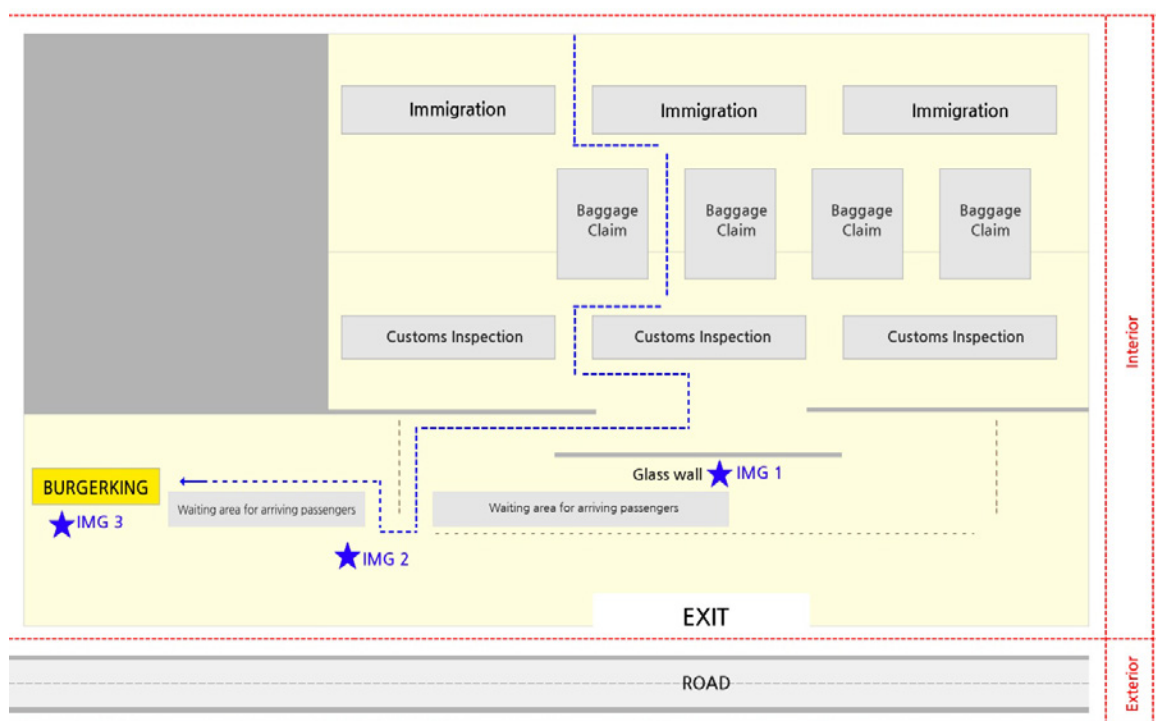 Immigration
Immigration
Immigration
Baggage
Claim
Baggage
Claim
Baggage
Claim
Baggage
Claim
Customs Inspection
Customs Inspection
Customs Inspection
Interior
Glass wall
IMG 1
BURGERKING
Waiting area for arriving passengers
Waiting area for arriving passengers
IMG 3
IMG 2
EXIT
ROAD
Exterior